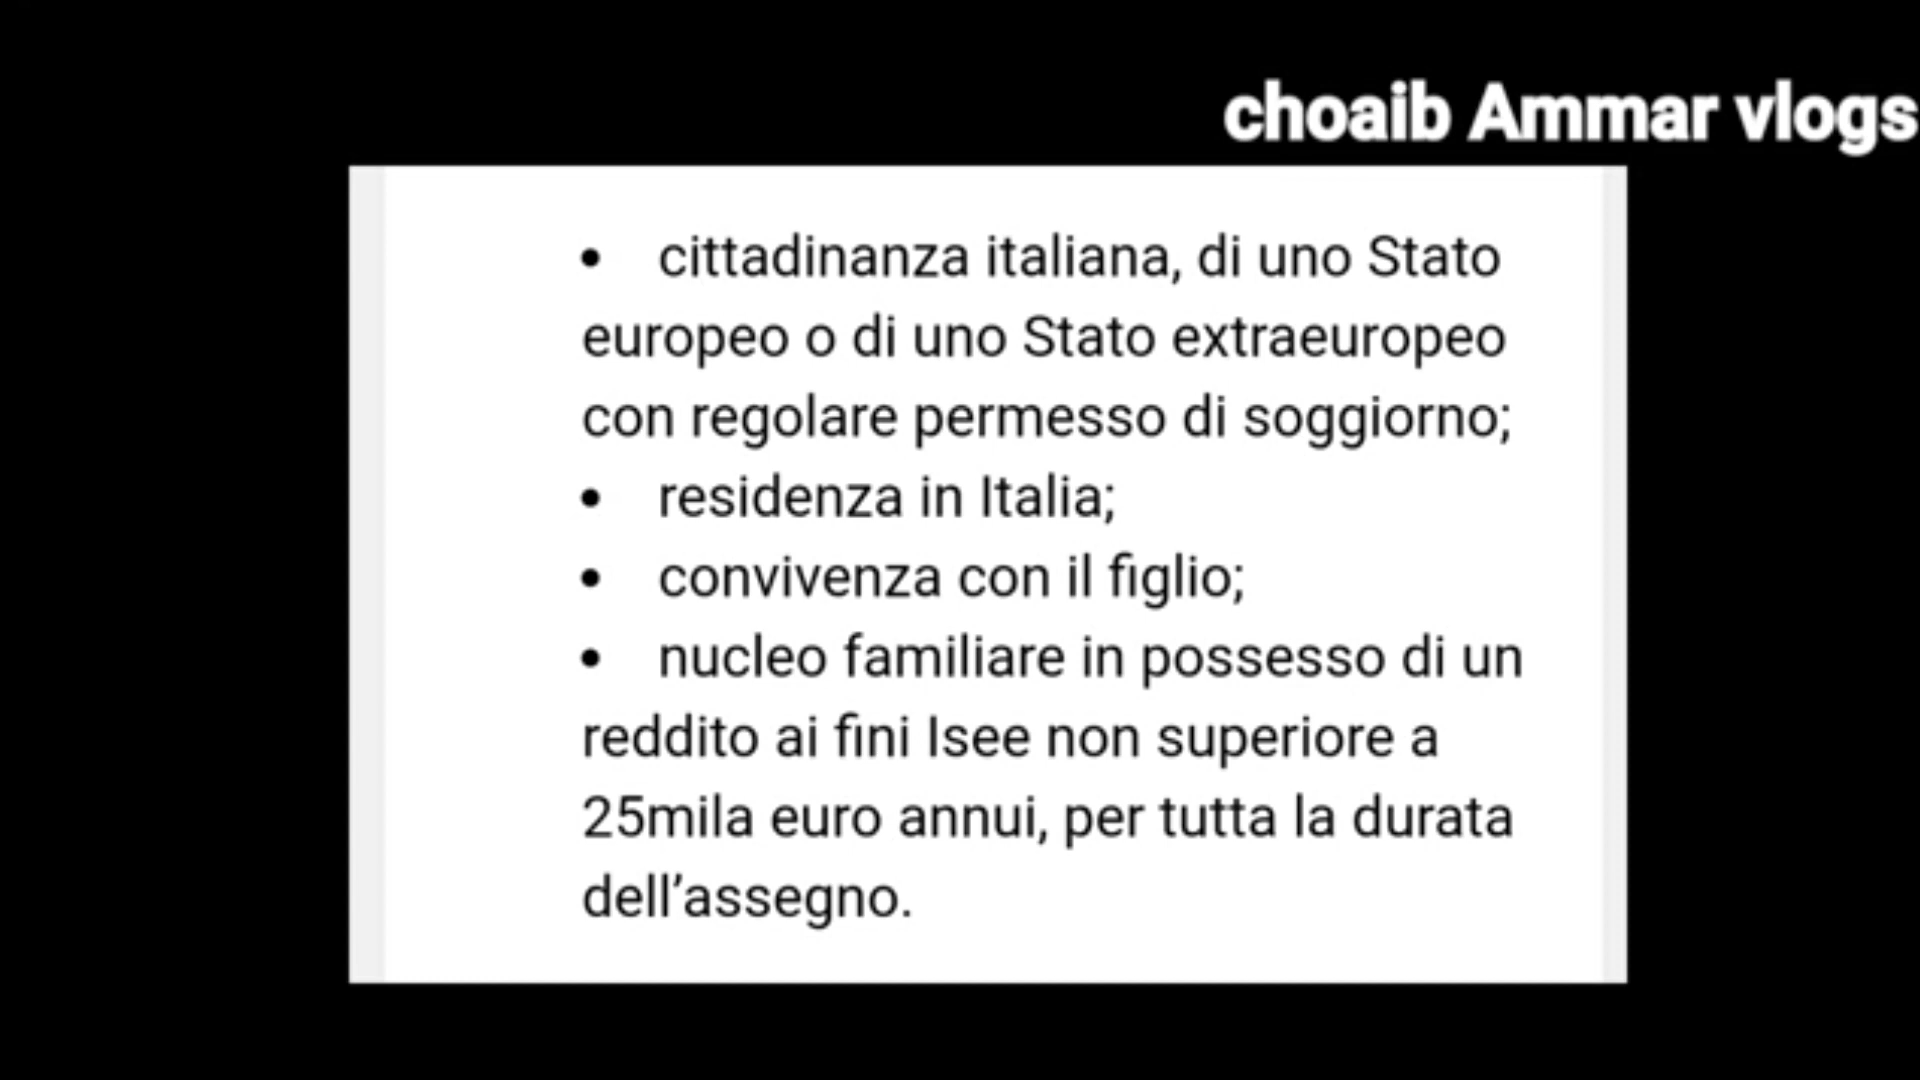 choaib Ammar vlogs
• cittadinanza italiana, di uno Stato
europeo o di uno Stato extraeuropeo
con regolare permesso di soggiorno;
• residenza in Italia;
• convivenza con il figlio;
• nucleo familiare in possesso di un
reddito ai fini Isee non superiore a
25mila euro annui, per tutta la durata
dell’assegno.